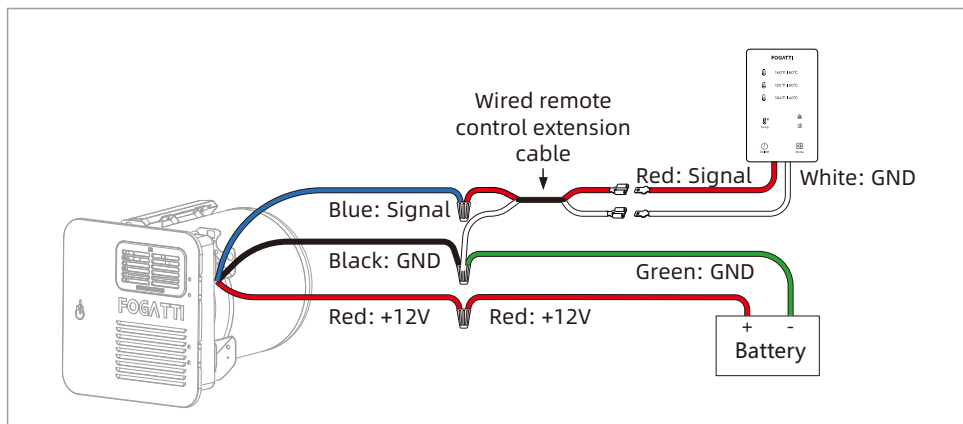 FOGATTI
Wired remote
control extension
cable
Red: Signal
White: GND
Blue: Signal
Black: GND
Green: GND
FOGATTI
Red: +12V
Red: +12V
+ -
Battery